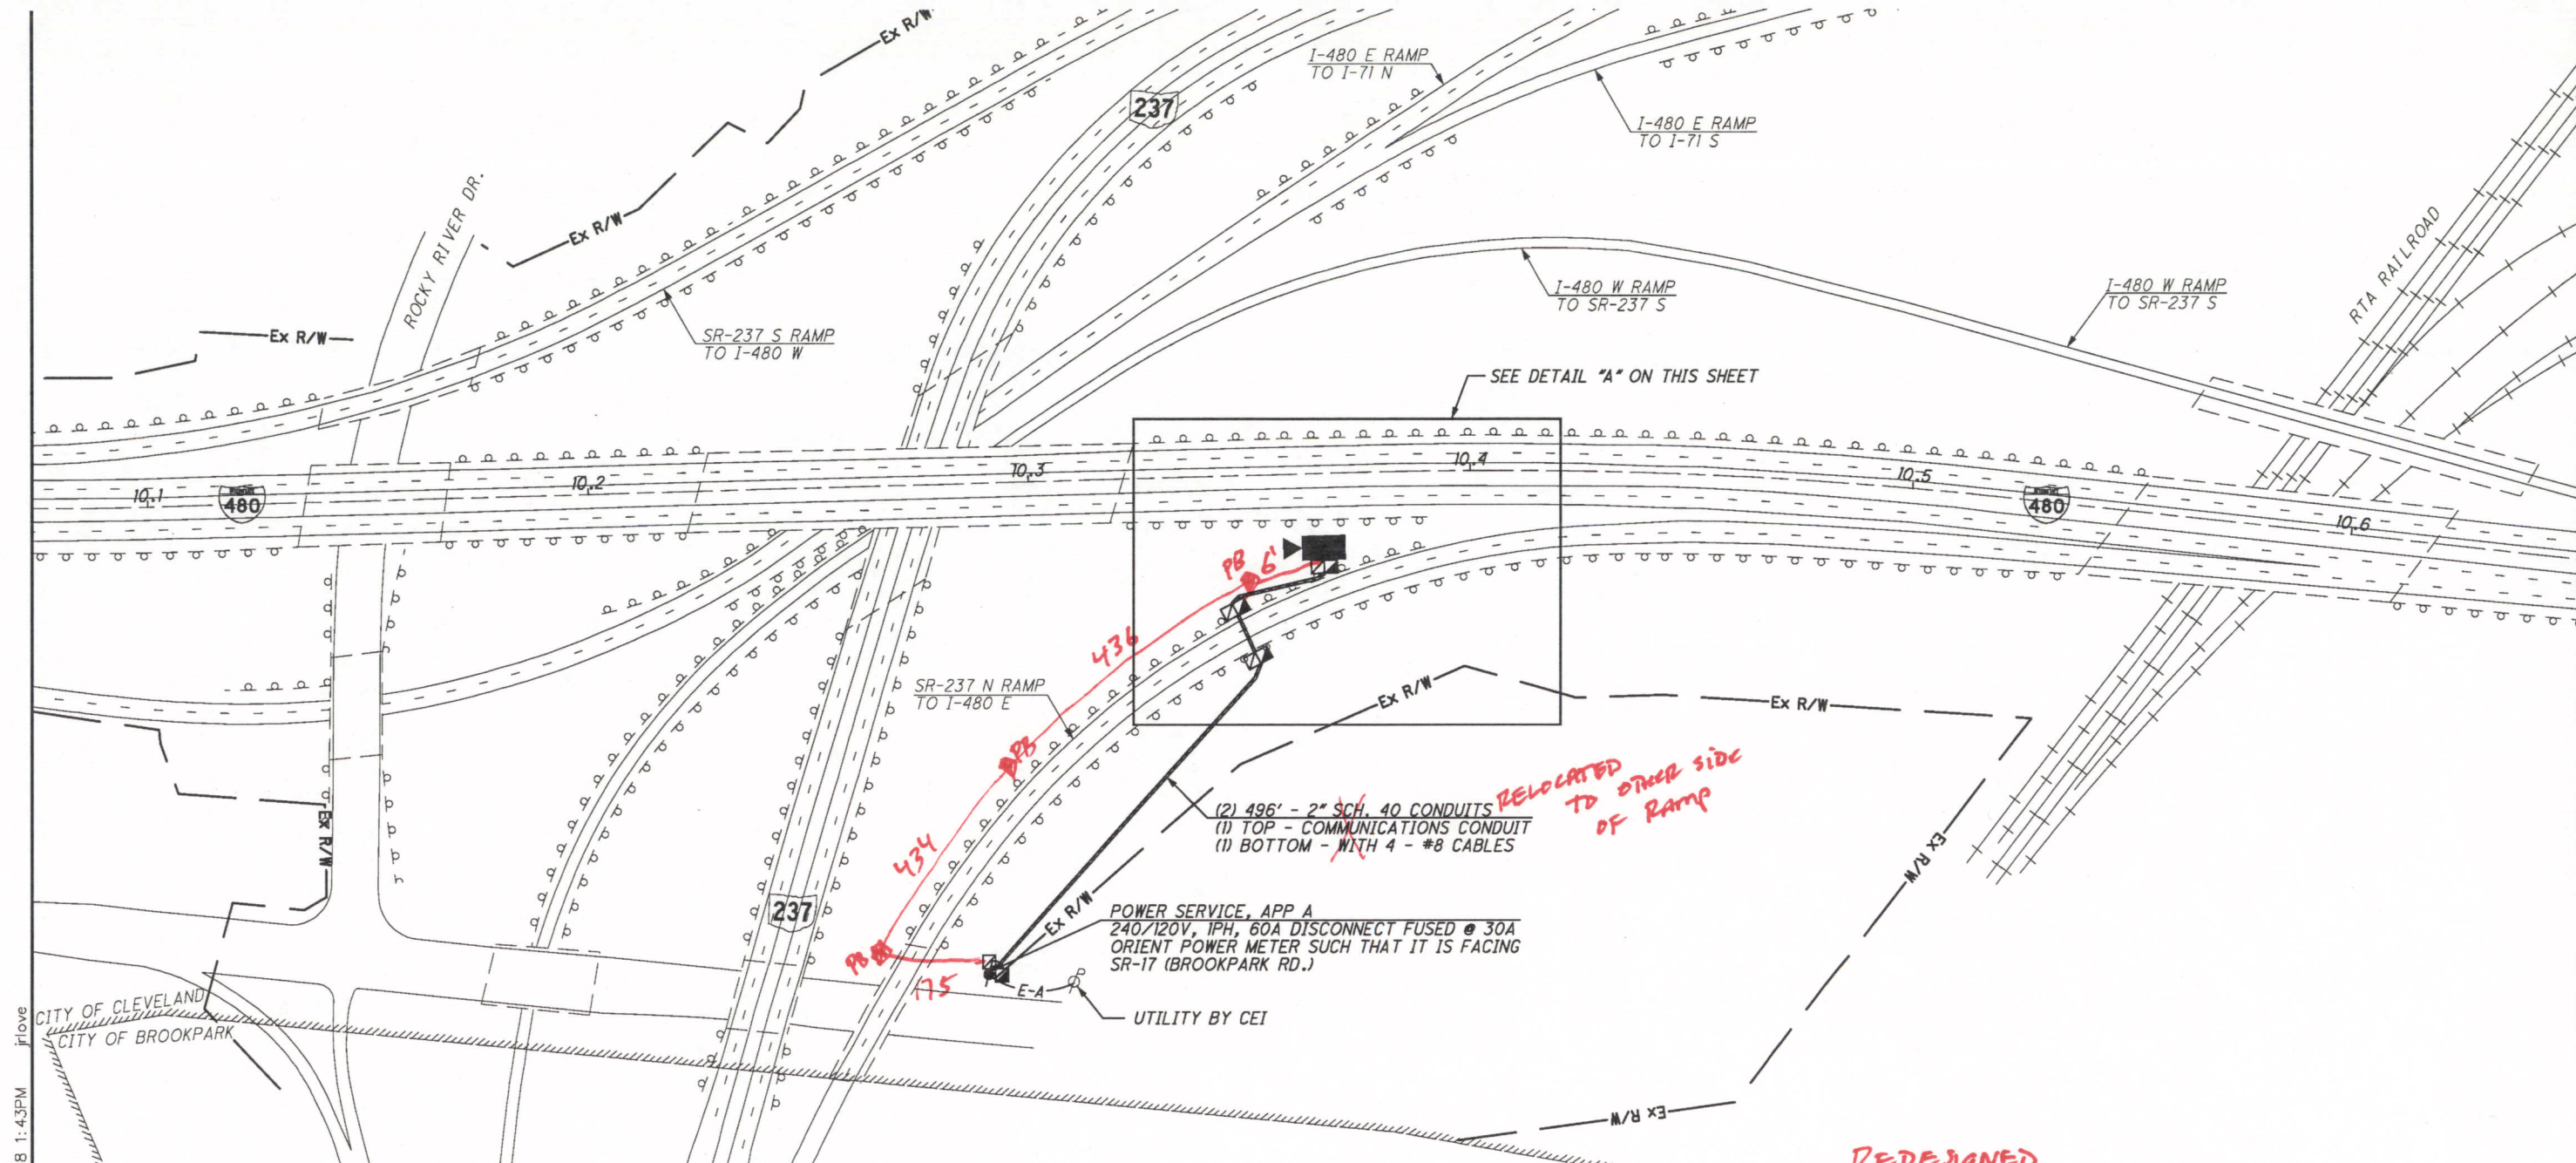 Ex R/W
I-480 E RAMP
TO I-71 N
237
I-480 E RAMP
TO I-71 S
ROCKY RIVER DR.
Ex R/W
RTA RAILROAD
I-480 W RAMP
TO SR-237 S
I-480 W RAMP
TO SR-237 S
Ex R/W
SR-237 S RAMP
TO I-480 W
SEE DETAIL "A" ON THIS SHEET
10.1
480
10.2
10.3
10.4
10.5
480
10.6
PB
6'
436
SR-237 N RAMP
TO I-480 E
Ex R/W
Ex R/W
PB
RELOCATED
TO OTHER SIDE
OF RAMP
(2) 496' - 2" SCH. 40 CONDUITS
(1) TOP - COMMUNICATIONS CONDUIT
(1) BOTTOM - WITH 4 - #8 CABLES
Ex R/W
434
Ex R/W
237
Ex R/W
POWER SERVICE, APP A
240/120V, 1PH, 60A DISCONNECT FUSED @ 30A
ORIENT POWER METER SUCH THAT IT IS FACING
SR-17 (BROOKPARK RD.)
PB
175
E-A
UTILITY BY CEI
CITY OF CLEVELAND
CITY OF BROOKPARK
Ex R/W
REDESIGNED
8 1:43PM jrlove